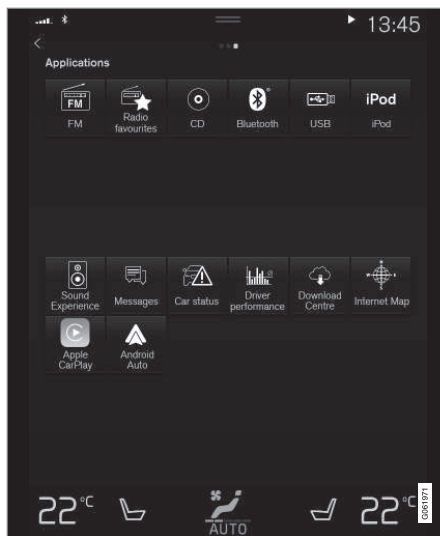 13:45
Applications
FM
FM
Radio
favourites
CD
Bluetooth
USB
iPod
iPod
Sound
Experience
Messages
Car status
Driver
performance
Download
Centre
Internet Map
Apple
CarPlay
Android
Auto
22°C
AUTO
22°C
G061971